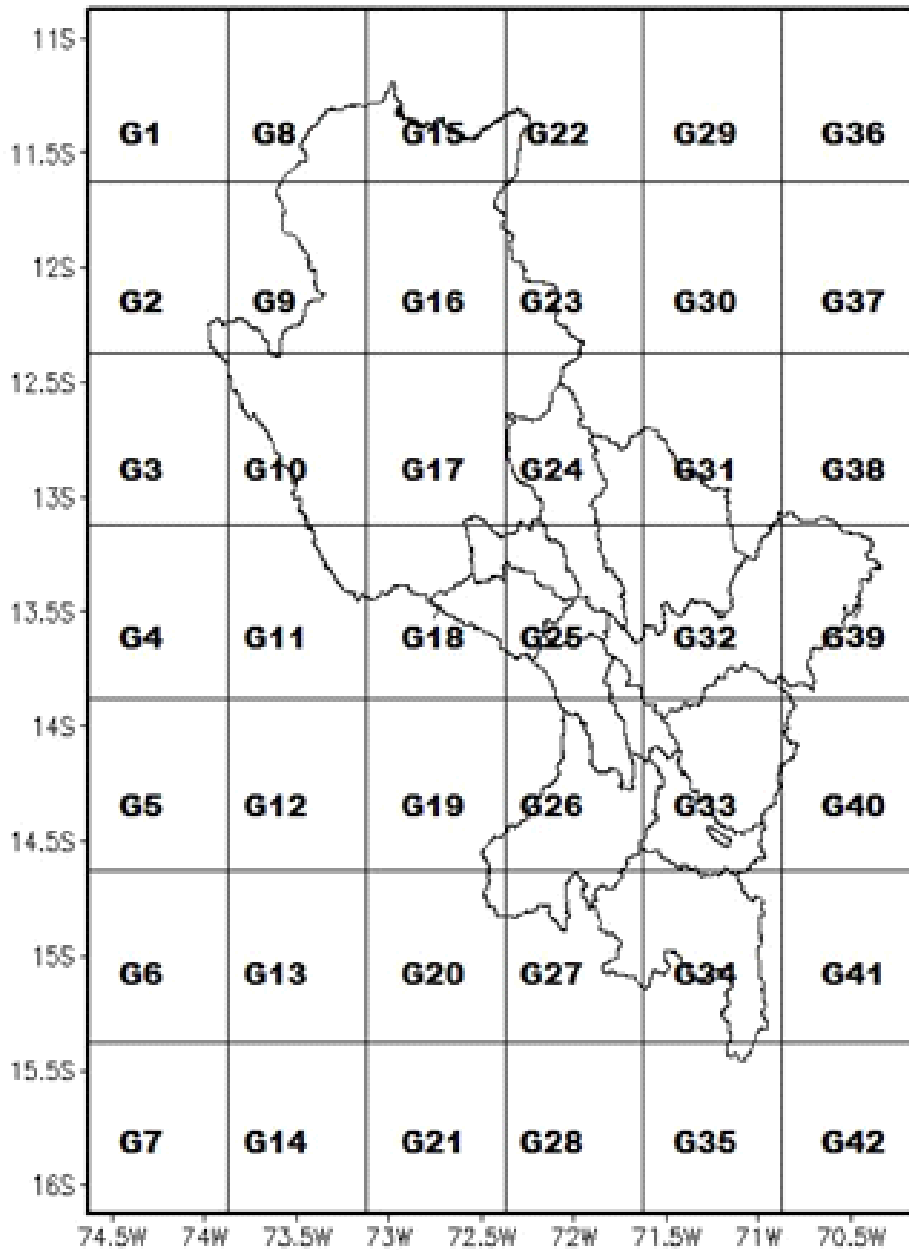 11S
G1 G8 G15 G22 G29 G36
11.5S
12S
G2 G9 G16 G23 G30 G37
12.5S
G3 G10 G17 G24 G31 G38
13S
13.5S
G4 G11 G18 G25 G32 G39
14S
G5 G12 G19 G26 G33 G40
14.5S
15S
G6 G13 G20 G27 G34 G41
15.5S
G7 G14 G21 G28 G35 G42
16S
74.5W 74W 73.5W 73W 72.5W 72W 71.5W 71W 70.5W